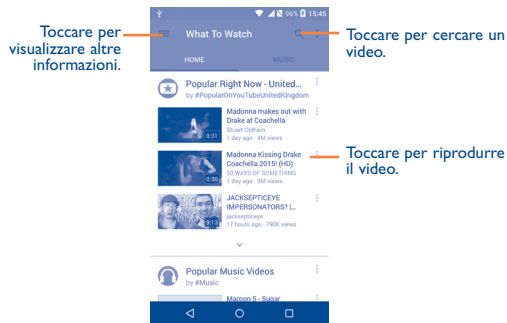 Toccare per
visualizzare altre
informazioni.
96% 15:45
What To Watch
HOME MUSIC
Toccare per cercare un
video.
Popular Right Now - United...
by #PopularOnYouTubeUnitedKingdom
Madonna makes out with
Drake at Coachella
Stuart Oldham
1 day ago · 4M views
0:31
Madonna Kissing Drake
Coachella 2015! (HD)
50 WAYS OF SOMETHING
1 day ago · 3M views
0:30
Toccare per riprodurre
il video.
JACKSEPTICEYE
IMPERSONATORS? |...
jacksepticeye
17 hours ago · 790K views
9:13
Popular Music Videos
by #Music
Maroon 5 - Sugar